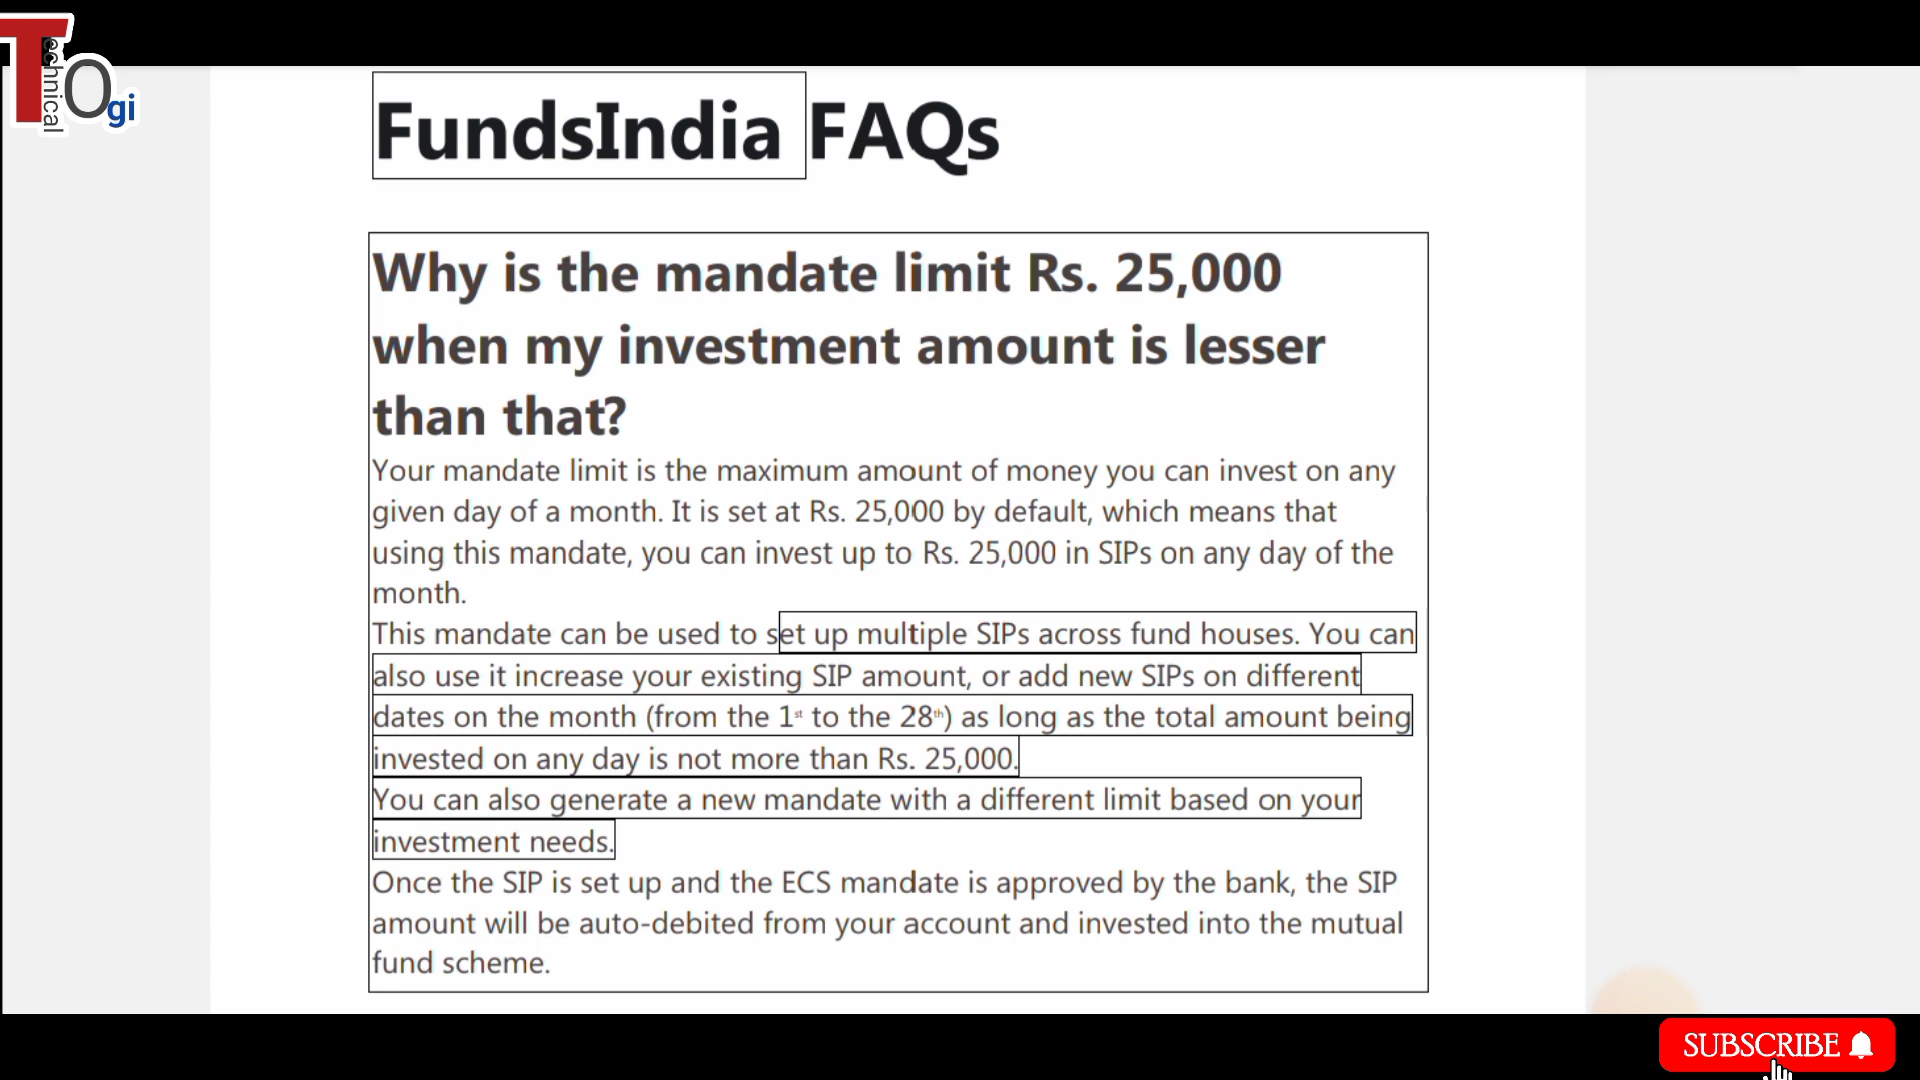 Technical
Ogi
FundsIndia FAQs
Why is the mandate limit Rs. 25,000
when my investment amount is lesser
than that?
Your mandate limit is the maximum amount of money you can invest on any
given day of a month. It is set at Rs. 25,000 by default, which means that
using this mandate, you can invest up to Rs. 25,000 in SIPs on any day of the
month.
This mandate can be used to set up multiple SIPs across fund houses. You can
also use it increase your existing SIP amount, or add new SIPs on different
dates on the month (from the 1st to the 28th) as long as the total amount being
invested on any day is not more than Rs. 25,000.
You can also generate a new mandate with a different limit based on your
investment needs.
Once the SIP is set up and the ECS mandate is approved by the bank, the SIP
amount will be auto-debited from your account and invested into the mutual
fund scheme.
SUBSCRIBE